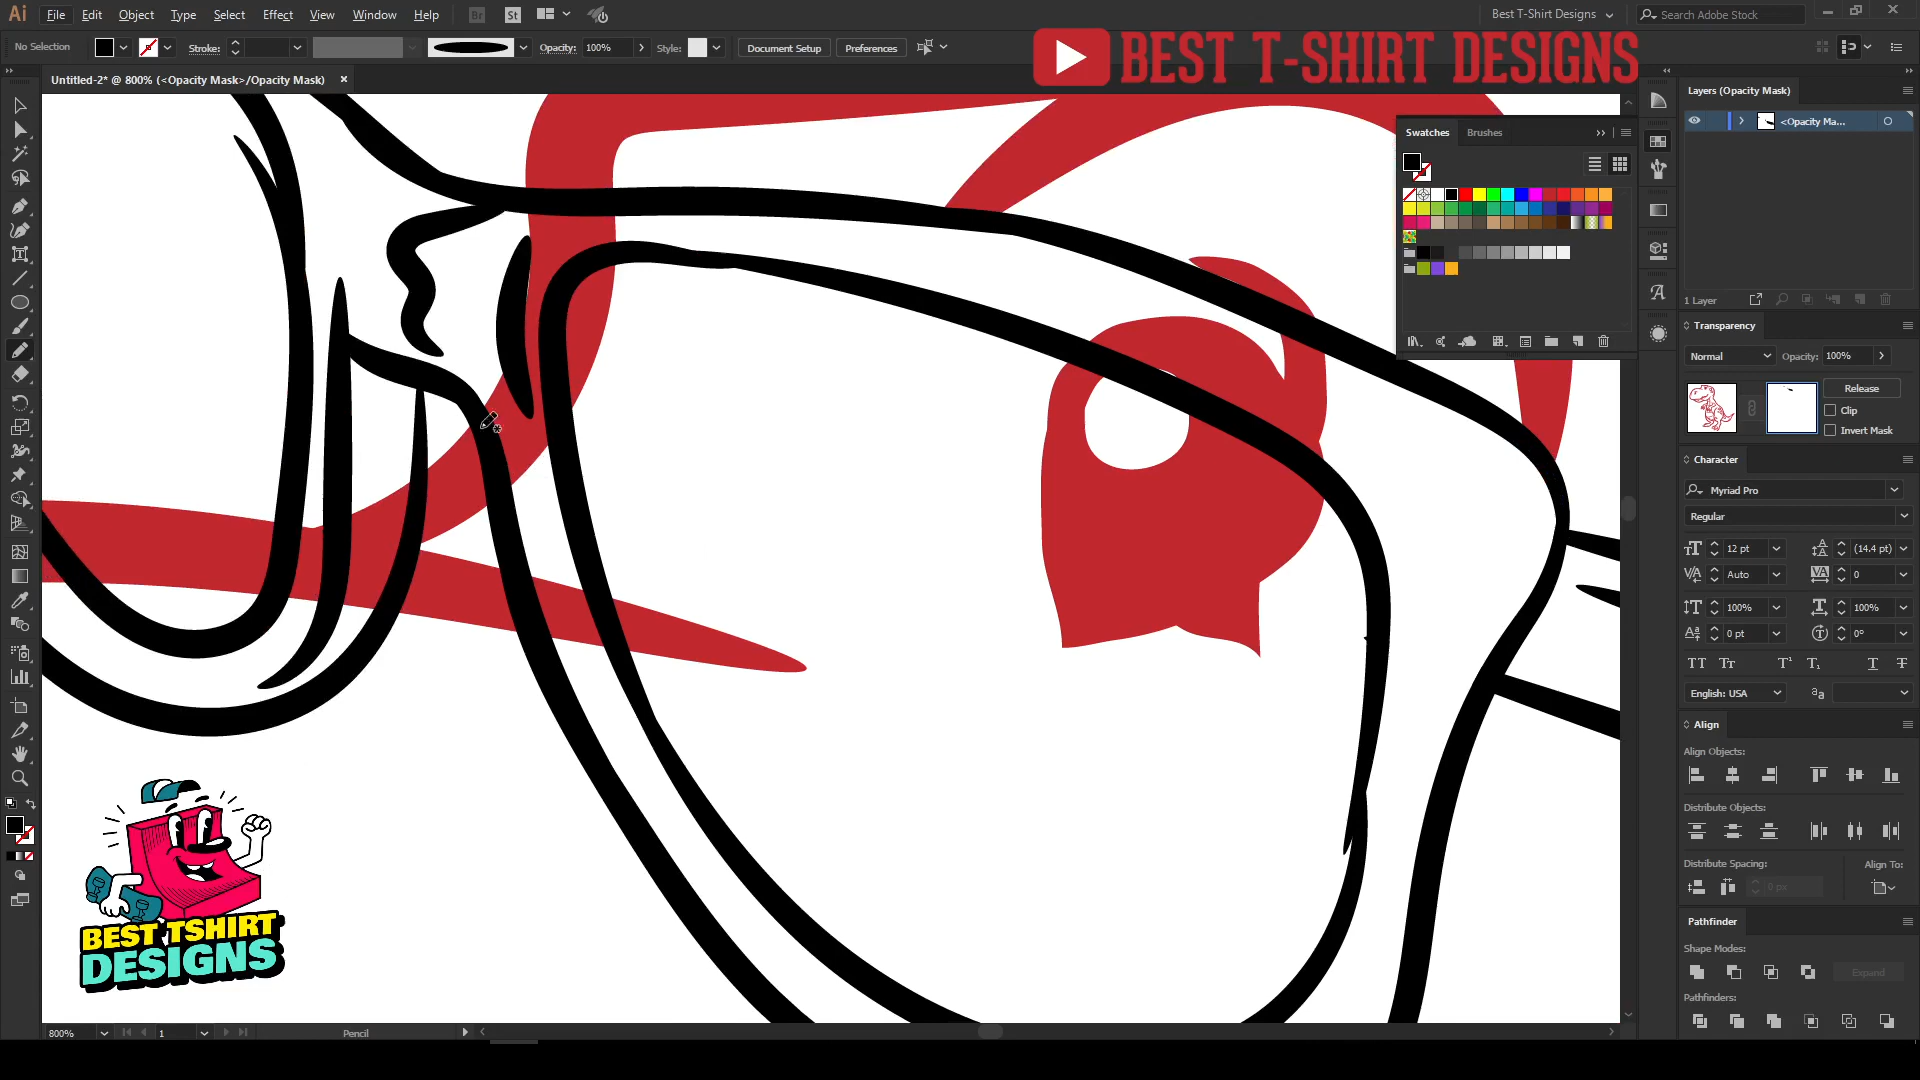 Ai File Edit Object Type Select Effect View Window Help Br St Best T-Shirt Designs Search Adobe Stock
No Selection Stroke: Opacity: 100% Style: Document Setup Preferences
BEST T-SHIRT DESIGNS
Untitled-2* @ 800% (<Opacity Mask>/Opacity Mask) ×
Layers (Opacity Mask)
<Opacity Ma...
Swatches Brushes
1 Layer
Transparency
Normal Opacity: 100%
Release
Clip
Invert Mask
Character
Myriad Pro
Regular
12 pt (14.4 pt)
Auto 0
100% 100%
0 pt 0°
English: USA
Align
Align Objects:
Distribute Objects:
Distribute Spacing: Align To:
0 px
Pathfinder
Shape Modes:
Expand
Pathfinders:
BEST TSHIRT
DESIGNS
800% 1 Pencil